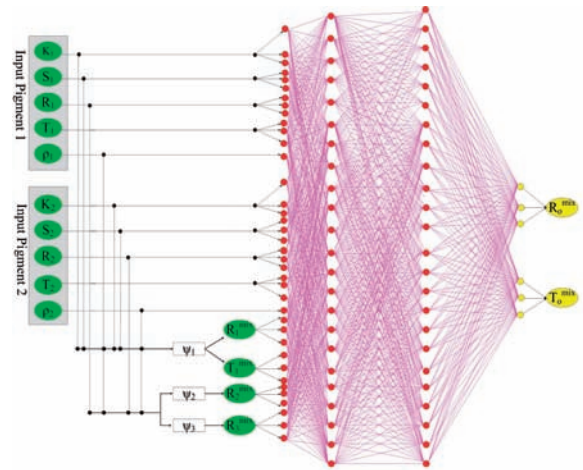 Input Pigment 1
K₁
S₁
R₁
T₁
ρ₁
Input Pigment 2
K₂
S₂
R₂
T₂
ρ₂
ψ₁
ψ₂
ψ₃
R₁ᵐⁱˣ
T₁ᵐⁱˣ
R₂ᵐⁱˣ
R₃ᵐⁱˣ
Rₒᵐⁱˣ
Tₒᵐⁱˣ